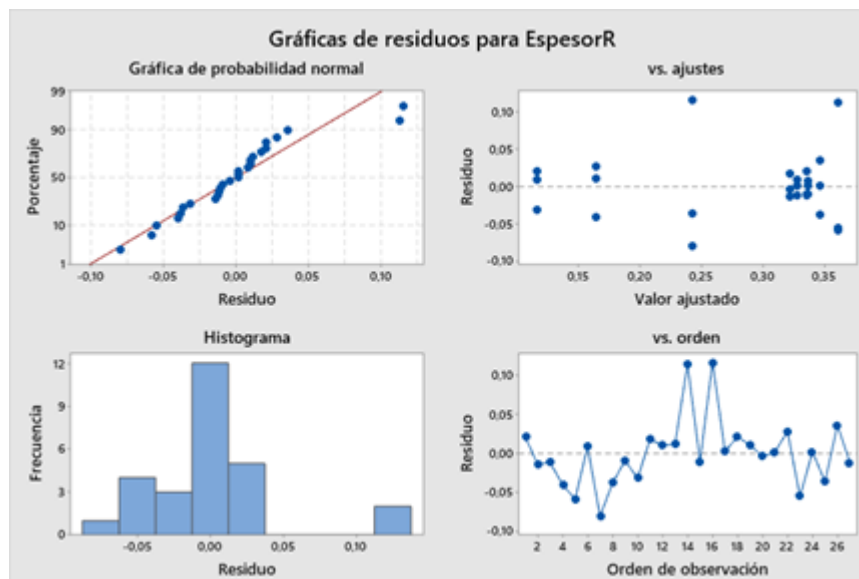 Gráficas de residuos para EspesorR
Gráfica de probabilidad normal
99
90
50
10
1
Porcentaje
-0,10 -0,05 0,00 0,05 0,10
Residuo
vs. ajustes
0,10
0,05
0,00
-0,05
-0,10
Residuo
0,15 0,20 0,25 0,30 0,35
Valor ajustado
Histograma
12
9
6
3
0
Frecuencia
-0,05 0,00 0,05 0,10
Residuo
vs. orden
0,10
0,05
0,00
-0,05
-0,10
Residuo
2 4 6 8 10 12 14 16 18 20 22 24 26
Orden de observación